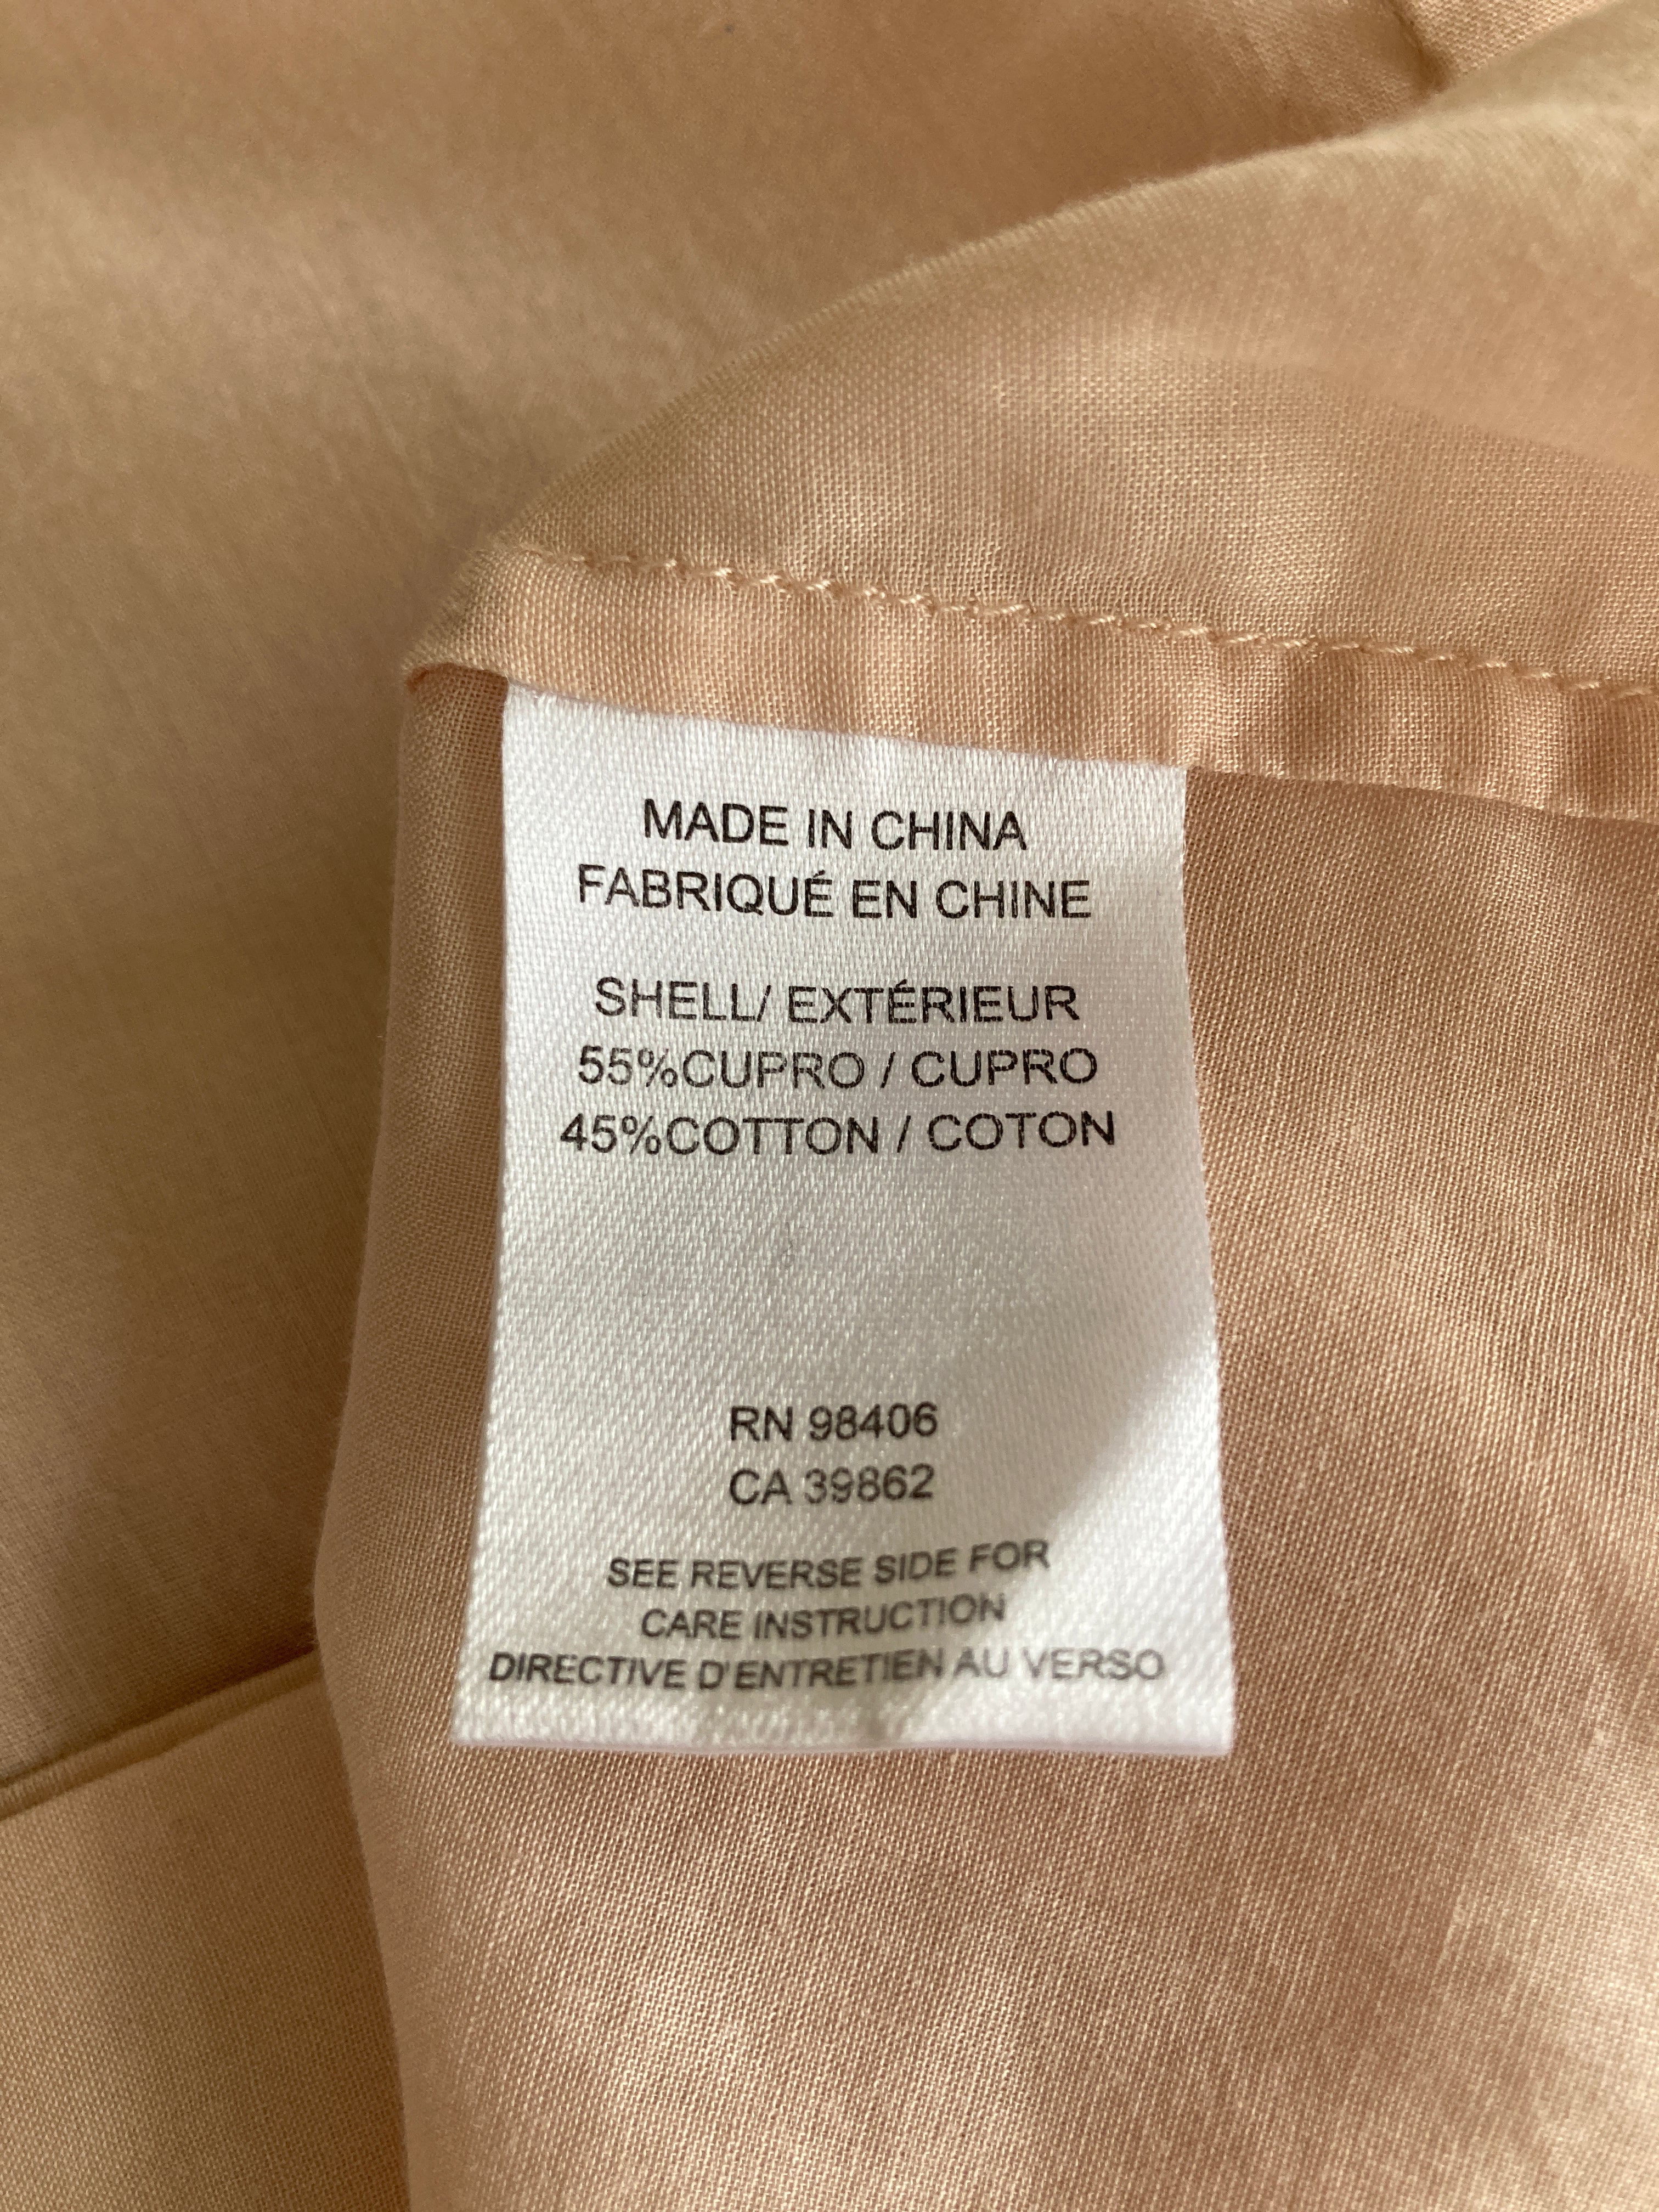 MADE IN CHINA
FABRIQUÉ EN CHINE
SHELL/ EXTÉRIEUR
55%CUPRO / CUPRO
45%COTTON / COTON
RN 98406
CA 39862
SEE REVERSE SIDE FOR
CARE INSTRUCTION
DIRECTIVE D'ENTRETIEN AU VERSO